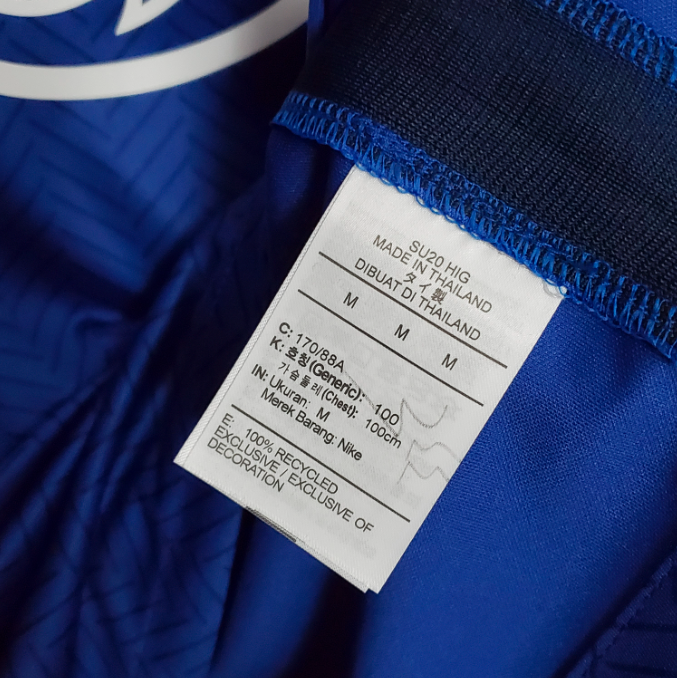 SU20 HIG
MADE IN THAILAND
タイ製
DIBUAT DI THAILAND
M M M
C: 170/88A
K: 호칭(Generic): 100
가슴둘레(Chest): 100cm
IN: Ukuran: M
Merek Barang: Nike
E: 100% RECYCLED
EXCLUSIVE / EXCLUSIVE OF
DECORATION